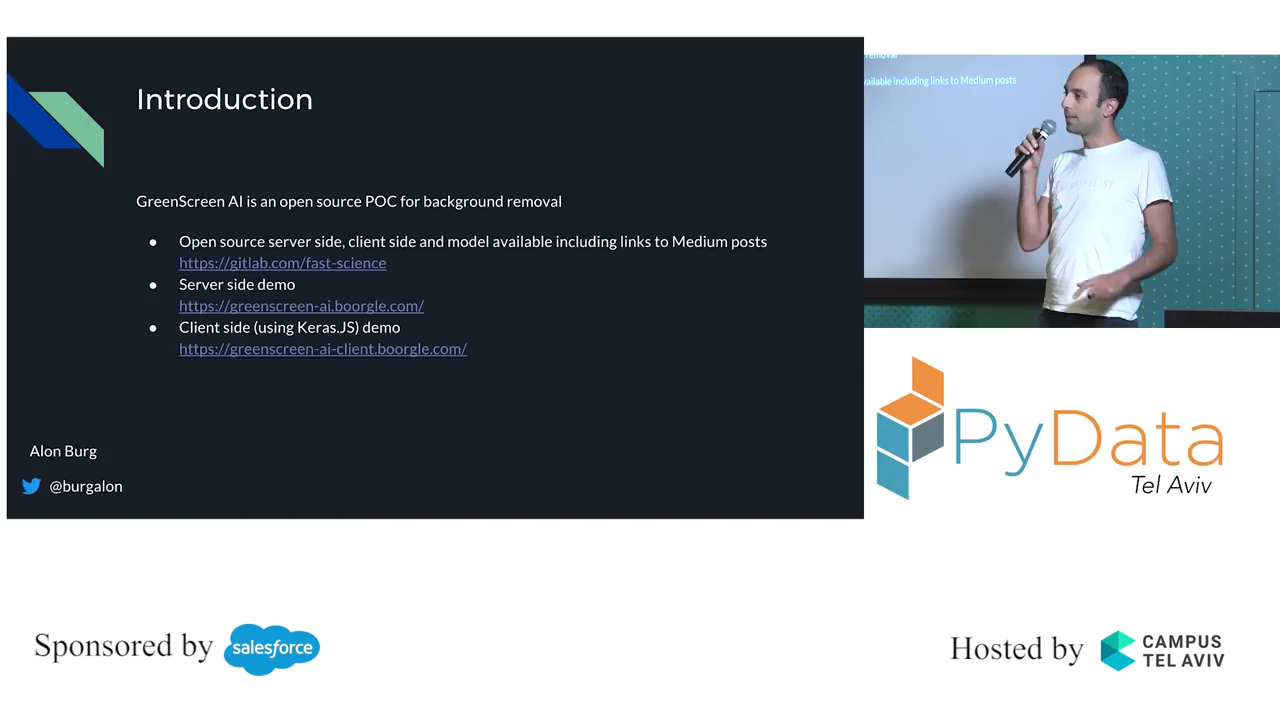 Introduction
GreenScreen AI is an open source POC for background removal
● Open source server side, client side and model available including links to Medium posts
https://gitlab.com/fast-science
● Server side demo
https://greenscreen-ai.boorgle.com/
● Client side (using Keras.JS) demo
https://greenscreen-ai-client.boorgle.com/
Alon Burg
@burgalon
available including links to Medium posts
PyData
Tel Aviv
Sponsored by salesforce
Hosted by CAMPUS
TEL AVIV